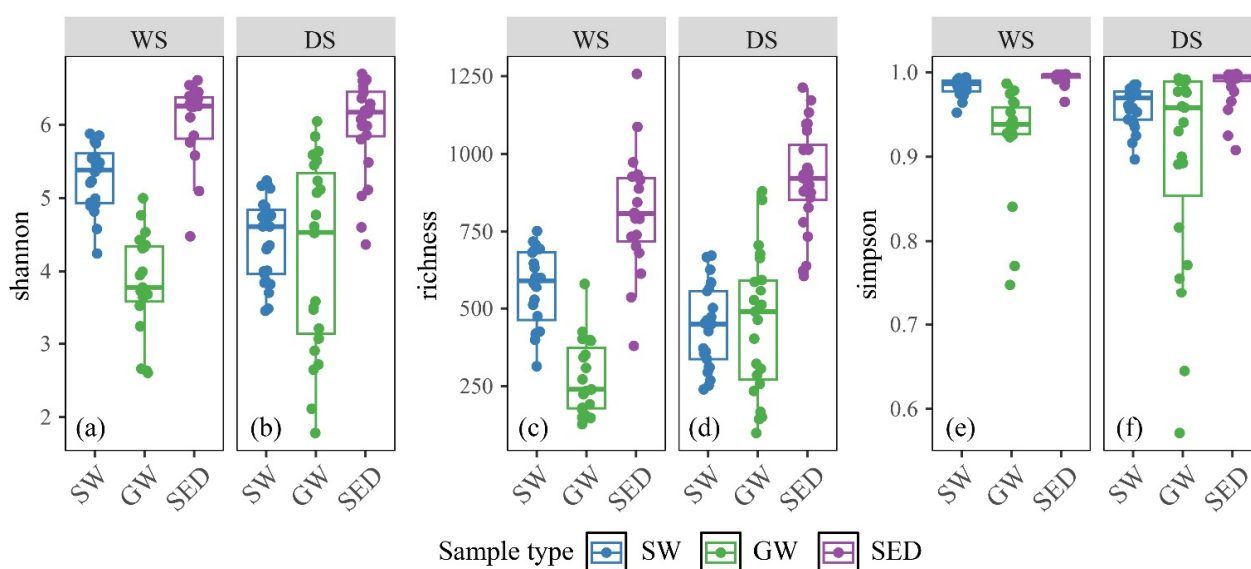 WS DS WS DS WS DS
shannon
6
5
4
3
2
(a) (b)
SW GW SED SW GW SED
richness
1250
1000
750
500
250
(c) (d)
SW GW SED SW GW SED
simpson
1.0
0.9
0.8
0.7
0.6
(e) (f)
SW GW SED SW GW SED
Sample type SW GW SED